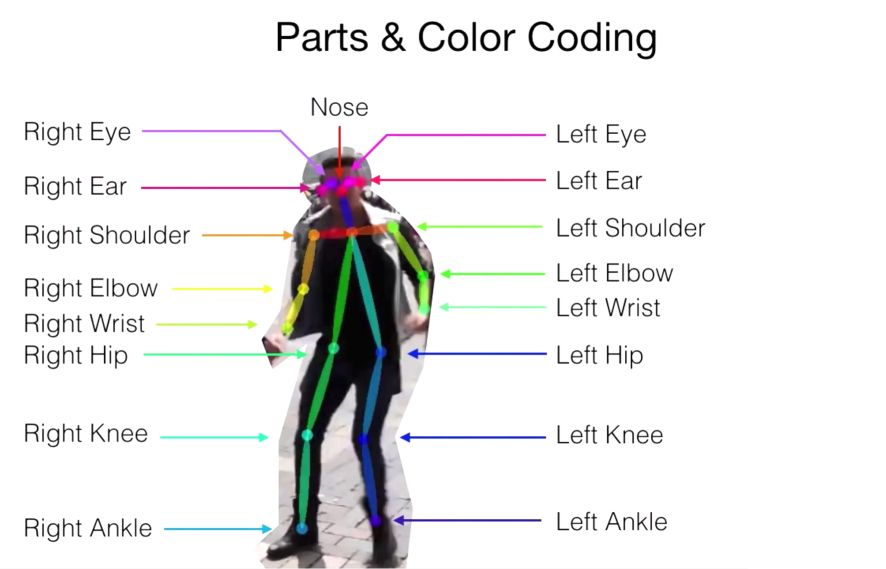 Parts & Color Coding
Nose
Right Eye
Left Eye
Right Ear
Left Ear
Right Shoulder
Left Shoulder
Right Elbow
Left Elbow
Right Wrist
Left Wrist
Right Hip
Left Hip
Right Knee
Left Knee
Right Ankle
Left Ankle